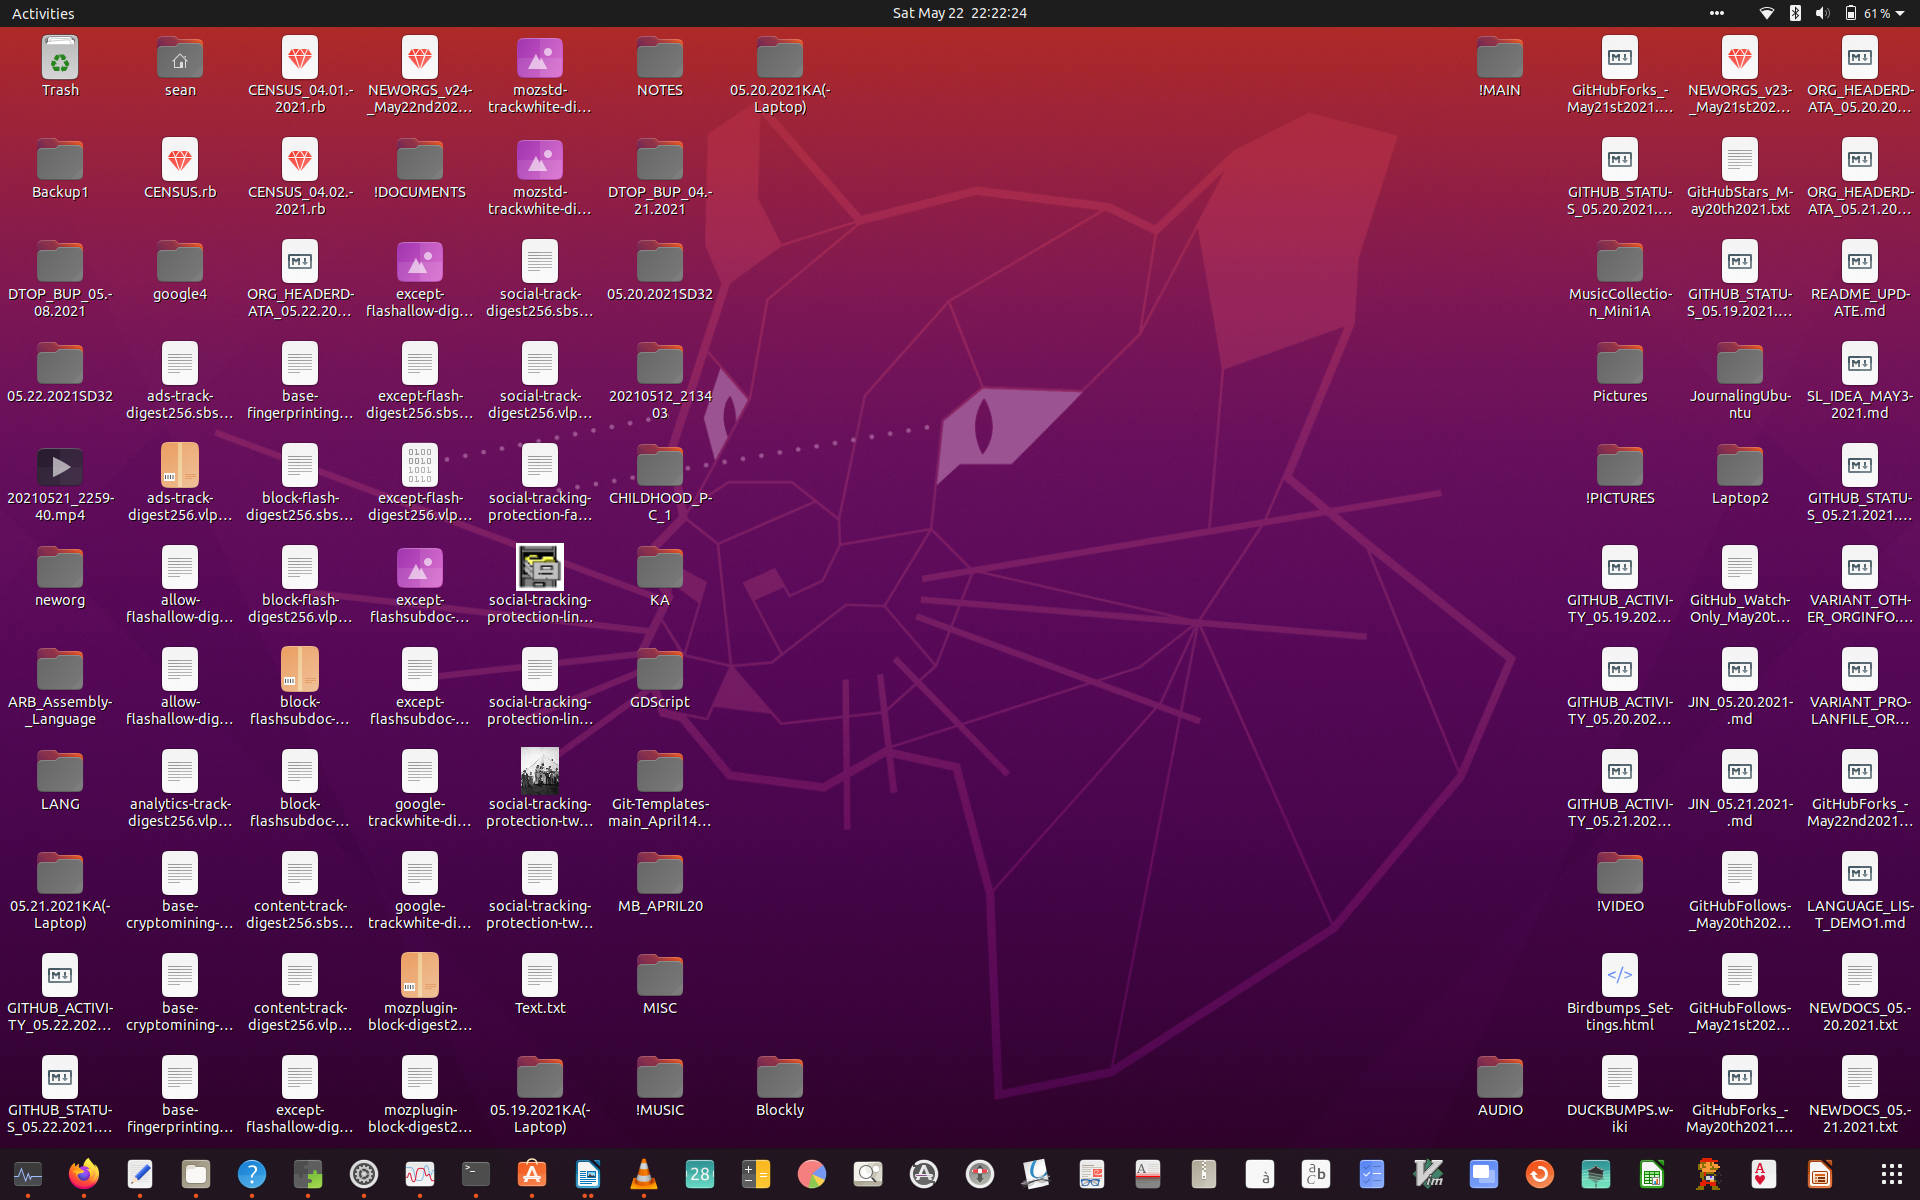 Activities
Sat May 22 22:22:24
61 %
Trash
sean
CENSUS_04.01.-
2021.rb
NEWORGS_v24-
_May22nd202...
mozstd-
trackwhite-di...
NOTES
05.20.2021KA(-
Laptop)
!MAIN
GitHubForks_-
May21st2021....
NEWORGS_v23-
_May21st202...
ORG_HEADERD-
ATA_05.20.20...
Backup1
CENSUS.rb
CENSUS_04.02.-
2021.rb
!DOCUMENTS
mozstd-
trackwhite-di...
DTOP_BUP_04.-
21.2021
GITHUB_STATU-
S_05.20.2021....
GitHubStars_M-
ay20th2021.txt
ORG_HEADERD-
ATA_05.21.20...
DTOP_BUP_05.-
08.2021
google4
ORG_HEADERD-
ATA_05.22.20...
except-
flashallow-dig...
social-track-
digest256.sbs...
05.20.2021SD32
MusicCollectio-
n_Mini1A
GITHUB_STATU-
S_05.19.2021....
README_UPD-
ATE.md
05.22.2021SD32
ads-track-
digest256.sbs...
base-
fingerprinting...
except-flash-
digest256.sbs...
social-track-
digest256.vlp...
20210512_2134
03
Pictures
JournalingUbu-
ntu
SL_IDEA_MAY3-
2021.md
20210521_2259-
40.mp4
ads-track-
digest256.vlp...
block-flash-
digest256.sbs...
except-flash-
digest256.vlp...
social-tracking-
protection-fa...
CHILDHOOD_P-
C_1
!PICTURES
Laptop2
GITHUB_STATU-
S_05.21.2021....
neworg
allow-
flashallow-dig...
block-flash-
digest256.vlp...
except-
flashsubdoc-...
social-tracking-
protection-lin...
KA
GITHUB_ACTIVI-
TY_05.19.202...
GitHub_Watch-
Only_May20t...
VARIANT_OTH-
ER_ORGINFO....
ARB_Assembly-
_Language
allow-
flashallow-dig...
block-
flashsubdoc-...
except-
flashsubdoc-...
social-tracking-
protection-lin...
GDScript
GITHUB_ACTIVI-
TY_05.20.202...
JIN_05.20.2021-
.md
VARIANT_PRO-
LANFILE_OR...
LANG
analytics-track-
digest256.vlp...
block-
flashsubdoc-...
google-
trackwhite-di...
social-tracking-
protection-tw...
Git-Templates-
main_April14...
GITHUB_ACTIVI-
TY_05.21.202...
JIN_05.21.2021-
.md
GitHubForks_-
May22nd2021...
05.21.2021KA(-
Laptop)
base-
cryptomining-...
content-track-
digest256.sbs...
google-
trackwhite-di...
social-tracking-
protection-tw...
MB_APRIL20
!VIDEO
GitHubFollows-
_May20th202...
LANGUAGE_LIS-
T_DEMO1.md
GITHUB_ACTIVI-
TY_05.22.202...
base-
cryptomining-...
content-track-
digest256.vlp...
mozplugin-
block-digest2...
Text.txt
MISC
Birdbumps_Set-
tings.html
GitHubFollows-
_May21st202...
NEWDOCS_05.-
20.2021.txt
GITHUB_STATU-
S_05.22.2021....
base-
fingerprinting...
except-
flashallow-dig...
mozplugin-
block-digest2...
05.19.2021KA(-
Laptop)
!MUSIC
Blockly
AUDIO
DUCKBUMPS.w-
iki
GitHubForks_-
May20th2021....
NEWDOCS_05.-
21.2021.txt
28